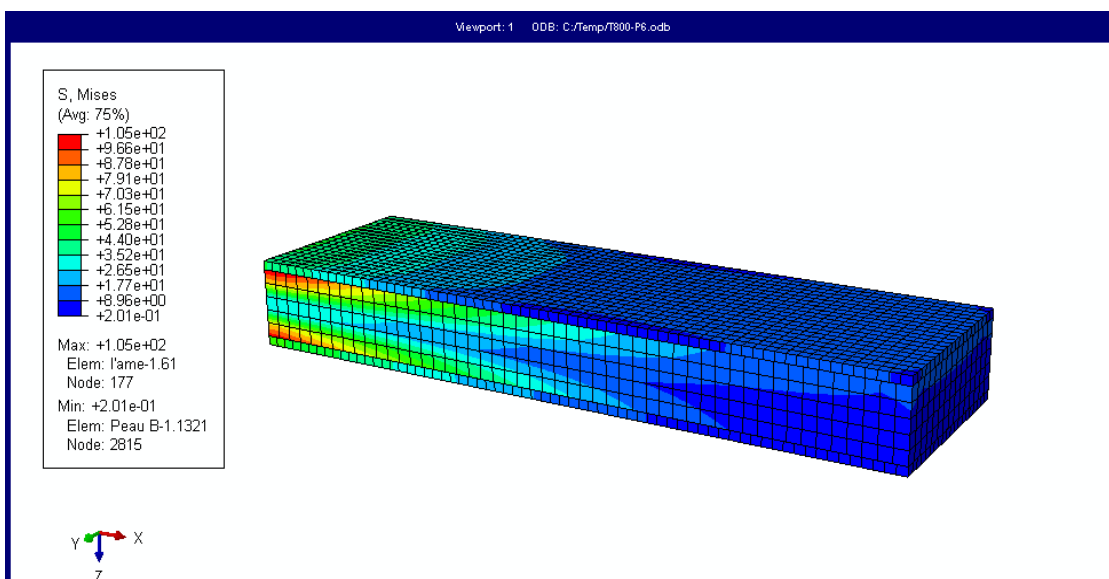 Viewport: 1 ODB: C:/Temp/T800-P6.odb
S, Mises
(Avg: 75%)
+1.05e+02
+9.66e+01
+8.78e+01
+7.91e+01
+7.03e+01
+6.15e+01
+5.28e+01
+4.40e+01
+3.52e+01
+2.65e+01
+1.77e+01
+8.96e+00
+2.01e-01
Max: +1.05e+02
Elem: l'ame-1.61
Node: 177
Min: +2.01e-01
Elem: Peau B-1.1321
Node: 2815
Y X
Z